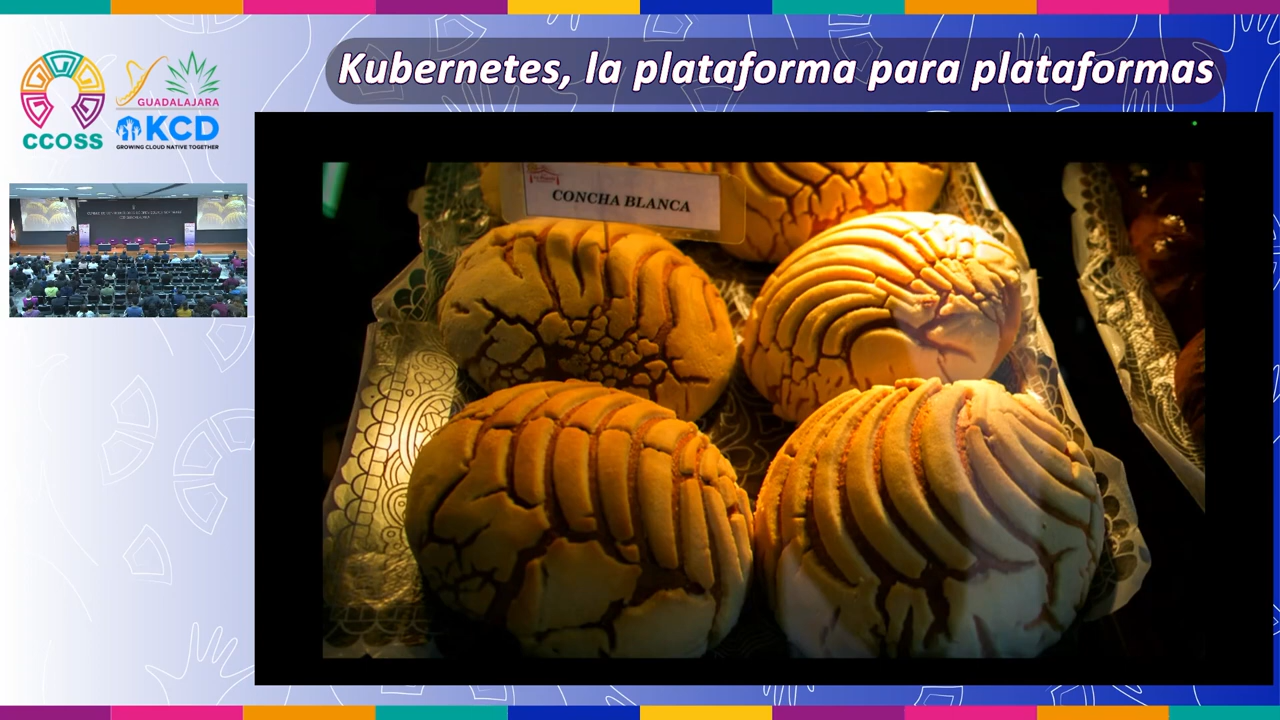 Kubernetes, la plataforma para plataformas
CCOSS
GUADALAJARA
KCD
GROWING CLOUD NATIVE TOGETHER
CONCHA BLANCA